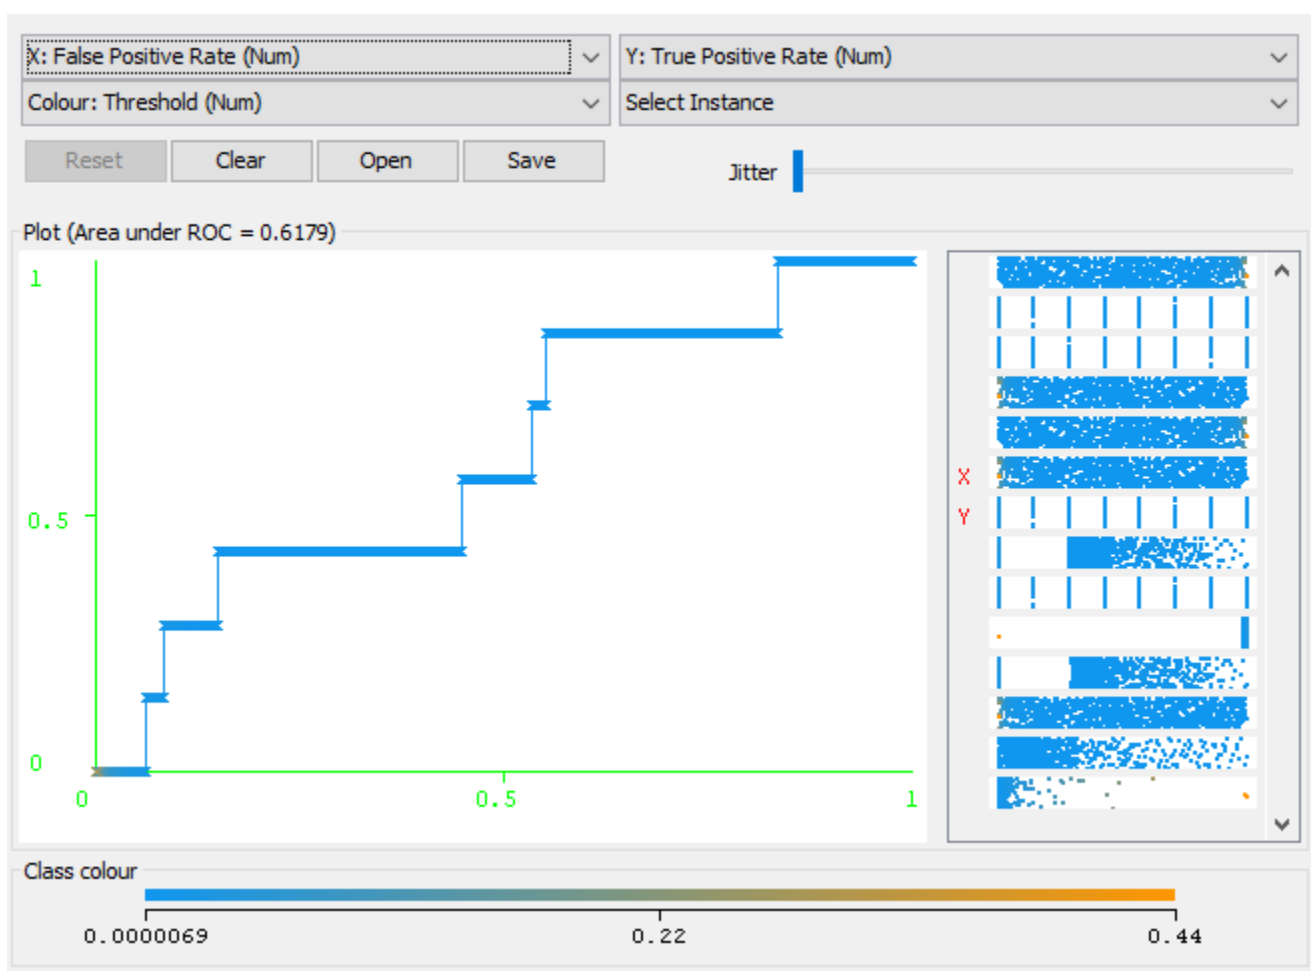 X: False Positive Rate (Num)
Y: True Positive Rate (Num)
Colour: Threshold (Num)
Select Instance
Reset
Clear
Open
Save
Jitter
Plot (Area under ROC = 0.6179)
1
0.5
0
0
0.5
1
X
Y
Class colour
0.0000069
0.22
0.44